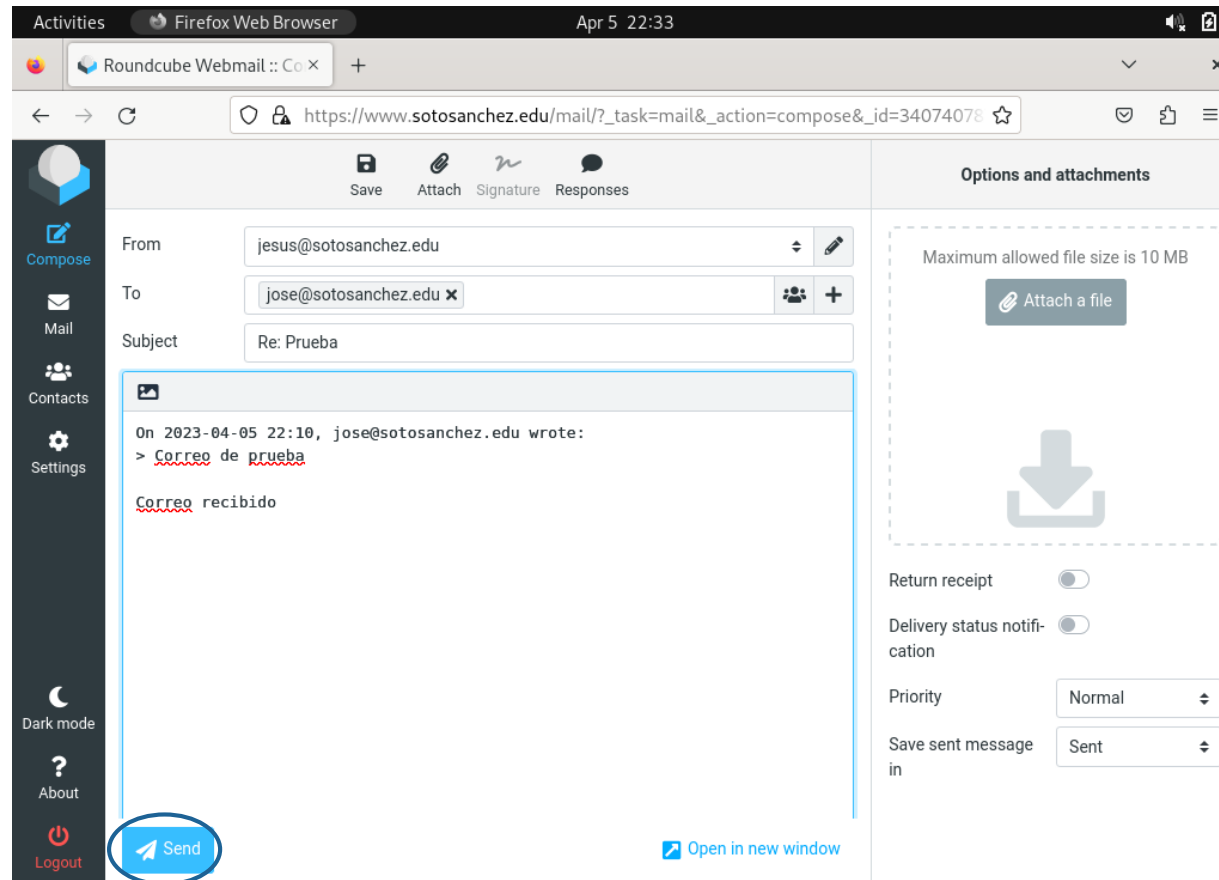 Activities Firefox Web Browser Apr 5 22:33
Roundcube Webmail :: Co
https://www.sotosanchez.edu/mail/?_task=mail&_action=compose&_id=34074078
Save Attach Signature Responses
Options and attachments
Compose
Mail
Contacts
Settings
Dark mode
About
Logout
From jesus@sotosanchez.edu
To jose@sotosanchez.edu
Subject Re: Prueba
On 2023-04-05 22:10, jose@sotosanchez.edu wrote:
> Correo de prueba
Correo recibido
Send
Open in new window
Maximum allowed file size is 10 MB
Attach a file
Return receipt
Delivery status notifi-
cation
Priority Normal
Save sent message Sent
in